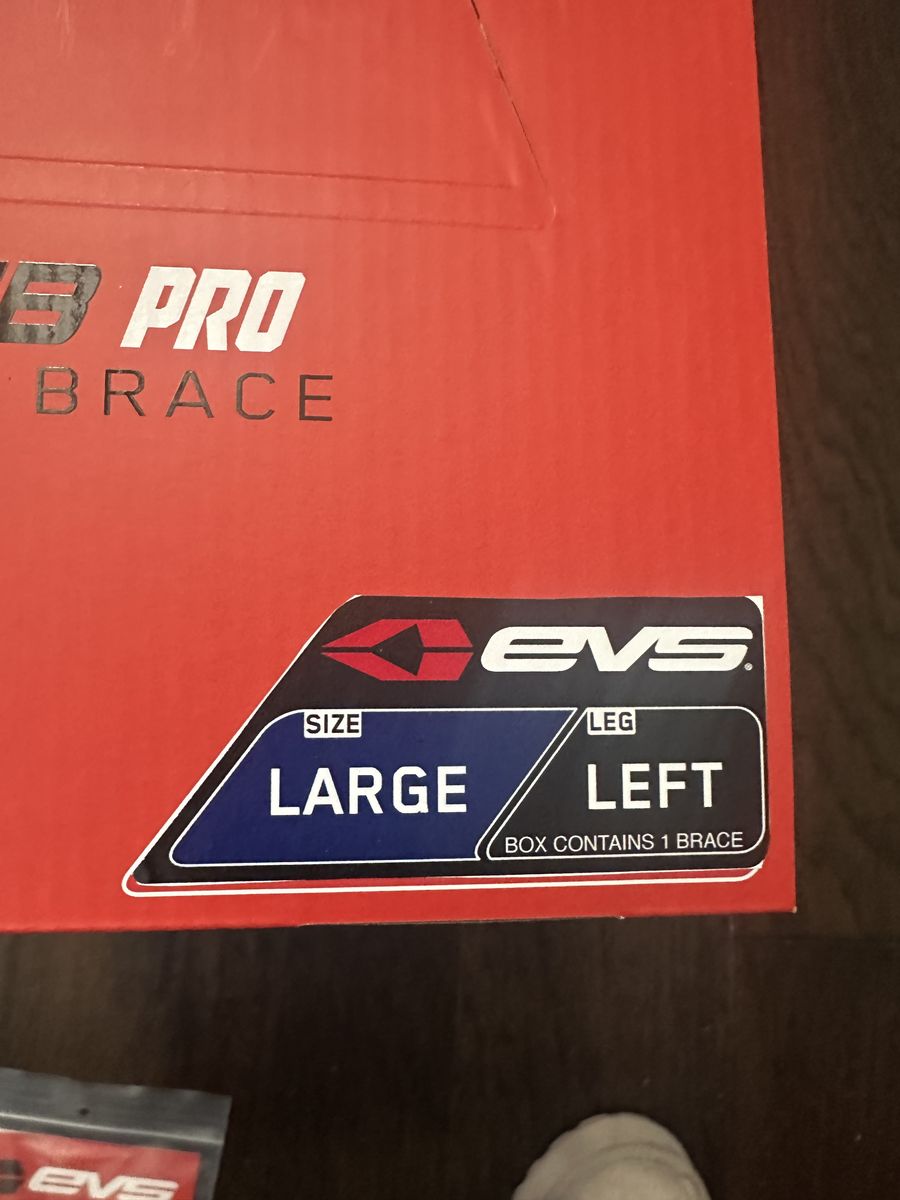 PRO
BRACE
evs
SIZE
LARGE
LEG
LEFT
BOX CONTAINS 1 BRACE
evs